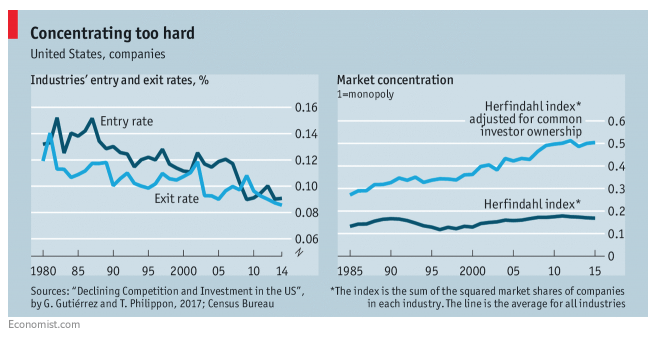 Concentrating too hard
United States, companies
Industries' entry and exit rates, %
0.16
Entry rate
0.14
0.12
0.10
Exit rate
0.08
0.06
1980 85 90 95 2000 05 10 14
Market concentration
1=monopoly
Herfindahl index*
adjusted for common
investor ownership
0.6
0.5
0.4
0.3
Herfindahl index*
0.2
0.1
0
1985 90 95 2000 05 10 15
Sources: "Declining Competition and Investment in the US",
by G. Gutiérrez and T. Philippon, 2017; Census Bureau
*The index is the sum of the squared market shares of companies
in each industry. The line is the average for all industries
Economist.com